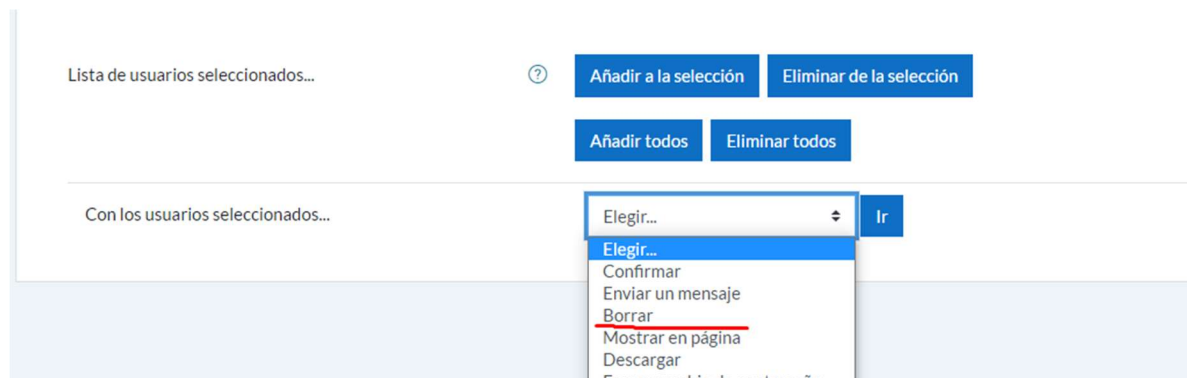 Lista de usuarios seleccionados...
?
Añadir a la selección
Eliminar de la selección
Añadir todos
Eliminar todos
Con los usuarios seleccionados...
Elegir...
Ir
Elegir...
Confirmar
Enviar un mensaje
Borrar
Mostrar en página
Descargar